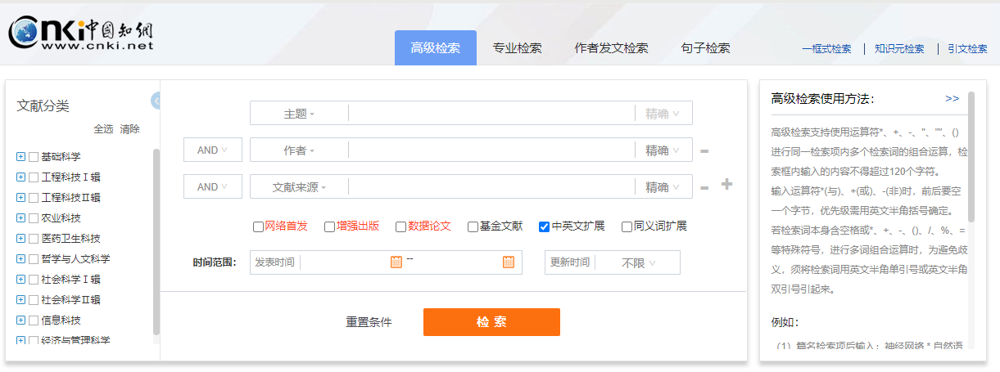 cnki中国知網
www.cnki.net
高级检索 专业检索 作者发文检索 句子检索
一框式检索 | 知识元检索 | 引文检索
文献分类
全选 清除
基础科学
工程科技Ⅰ辑
工程科技Ⅱ辑
农业科技
医药卫生科技
哲学与人文科学
社会科学Ⅰ辑
社会科学Ⅱ辑
信息科技
经济与管理科学
主题 精确
AND 作者 精确 -
AND 文献来源 精确 - +
网络首发 增强出版 数据论文 基金文献 中英文扩展 同义词扩展
时间范围: 发表时间 -- 更新时间 不限
重置条件 检索
高级检索使用方法: >>
高级检索支持使用运算符*、+、-、''、""、()
进行同一检索项内多个检索词的组合运算，检
索框内输入的内容不得超过120个字符。
输入运算符*(与)、+(或)、-(非)时，前后要空
一个字节，优先级需用英文半角括号确定。
若检索词本身含空格或*、+、-、()、/、%、=
等特殊符号，进行多词组合运算时，为避免歧
义，须将检索词用英文半角单引号或英文半角
双引号引起来。
例如:
（1）篇名检索项后输入：神经网络 * 自然语